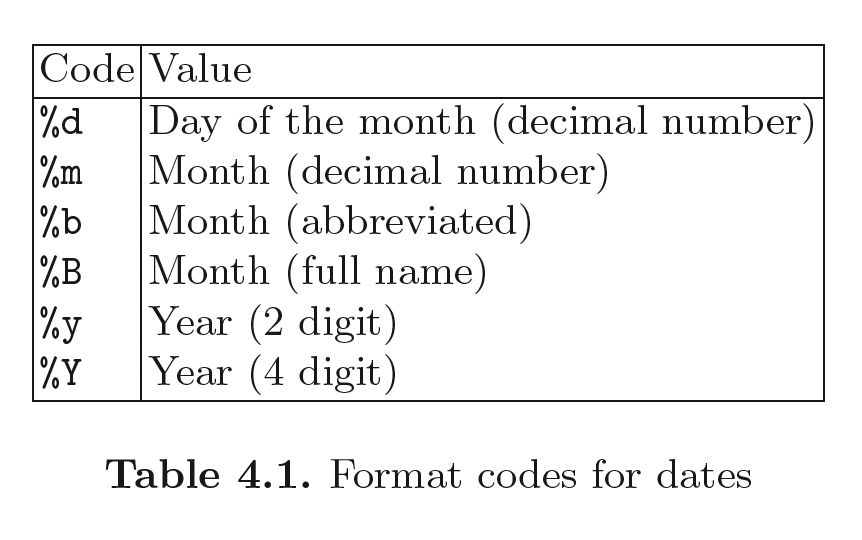 Code Value
%d Day of the month (decimal number)
%m Month (decimal number)
%b Month (abbreviated)
%B Month (full name)
%y Year (2 digit)
%Y Year (4 digit)
Table 4.1. Format codes for dates